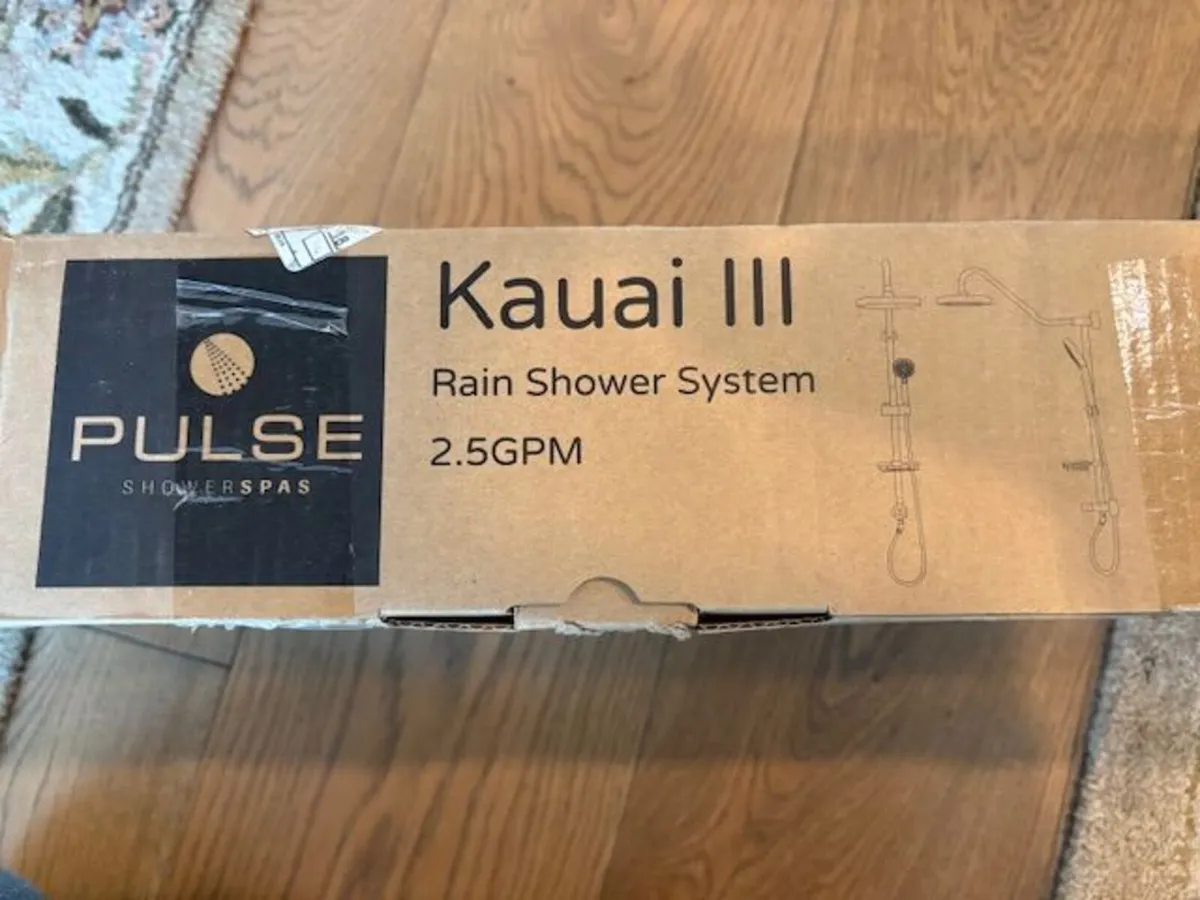 PULSE
SHOWERSPAS
Kauai III
Rain Shower System
2.5GPM